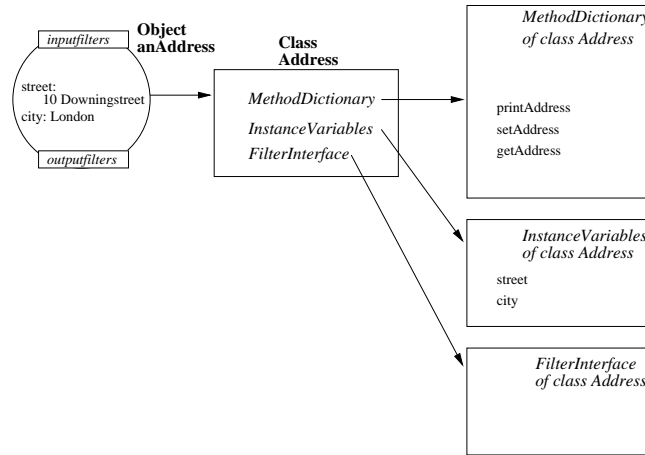 inputfilters
Object
anAddress
street:
10 Downingstreet
city: London
outputfilters
Class
Address
MethodDictionary
InstanceVariables
FilterInterface
MethodDictionary
of class Address
printAddress
setAddress
getAddress
InstanceVariables
of class Address
street
city
FilterInterface
of class Address